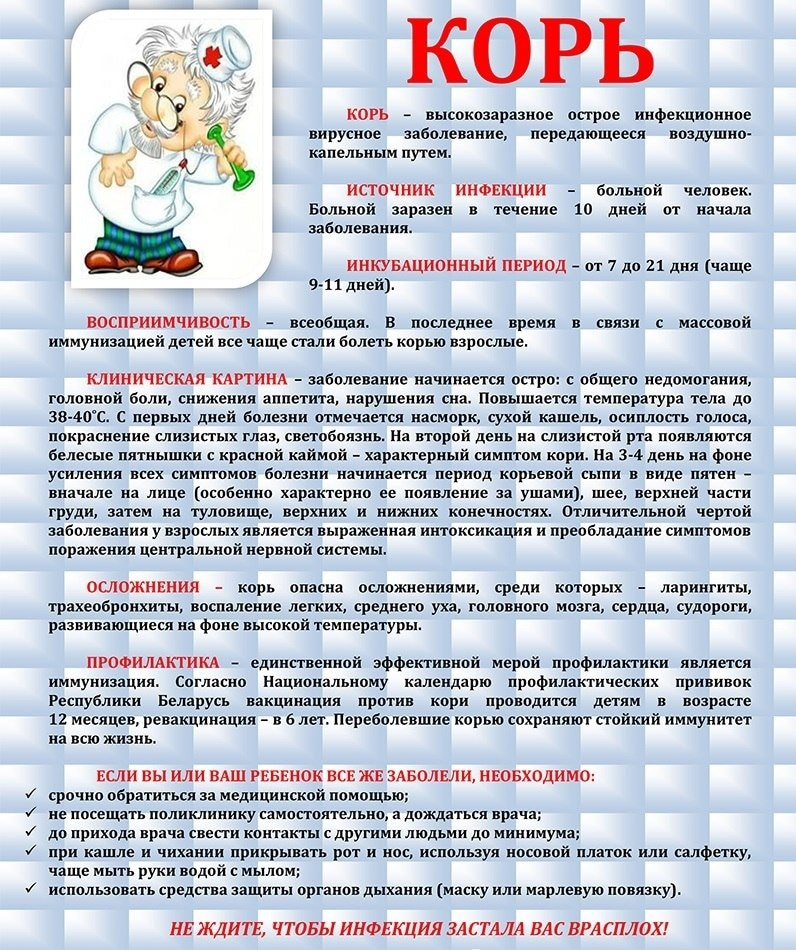 КОРЬ
КОРЬ – высокозаразное острое инфекционное
вирусное заболевание, передающееся воздушно-
капельным путем.
ИСТОЧНИК ИНФЕКЦИИ – больной человек.
Больной заразен в течение 10 дней от начала
заболевания.
ИНКУБАЦИОННЫЙ ПЕРИОД – от 7 до 21 дня (чаще
9-11 дней).
ВОСПРИИМЧИВОСТЬ – всеобщая. В последнее время в связи с массовой
иммунизацией детей все чаще стали болеть корью взрослые.
КЛИНИЧЕСКАЯ КАРТИНА – заболевание начинается остро: с общего недомогания,
головной боли, снижения аппетита, нарушения сна. Повышается температура тела до
38-40°С. С первых дней болезни отмечается насморк, сухой кашель, осиплость голоса,
покраснение слизистых глаз, светобоязнь. На второй день на слизистой рта появляются
белесые пятнышки с красной каймой – характерный симптом кори. На 3-4 день на фоне
усиления всех симптомов болезни начинается период корьевой сыпи в виде пятен –
вначале на лице (особенно характерно ее появление за ушами), шее, верхней части
груди, затем на туловище, верхних и нижних конечностях. Отличительной чертой
заболевания у взрослых является выраженная интоксикация и преобладание симптомов
поражения центральной нервной системы.
ОСЛОЖНЕНИЯ – корь опасна осложнениями, среди которых – ларингиты,
трахеобронхиты, воспаление легких, среднего уха, головного мозга, сердца, судороги,
развивающиеся на фоне высокой температуры.
ПРОФИЛАКТИКА – единственной эффективной мерой профилактики является
иммунизация. Согласно Национальному календарю профилактических прививок
Республики Беларусь вакцинация против кори проводится детям в возрасте
12 месяцев, ревакцинация – в 6 лет. Переболевшие корью сохраняют стойкий иммунитет
на всю жизнь.
ЕСЛИ ВЫ ИЛИ ВАШ РЕБЕНОК ВСЕ ЖЕ ЗАБОЛЕЛИ, НЕОБХОДИМО:
✓ срочно обратиться за медицинской помощью;
✓ не посещать поликлинику самостоятельно, а дождаться врача;
✓ до прихода врача свести контакты с другими людьми до минимума;
✓ при кашле и чихании прикрывать рот и нос, используя носовой платок или салфетку,
чаще мыть руки водой с мылом;
✓ использовать средства защиты органов дыхания (маску или марлевую повязку).
НЕ ЖДИТЕ, ЧТОБЫ ИНФЕКЦИЯ ЗАСТАЛА ВАС ВРАСПЛОХ!